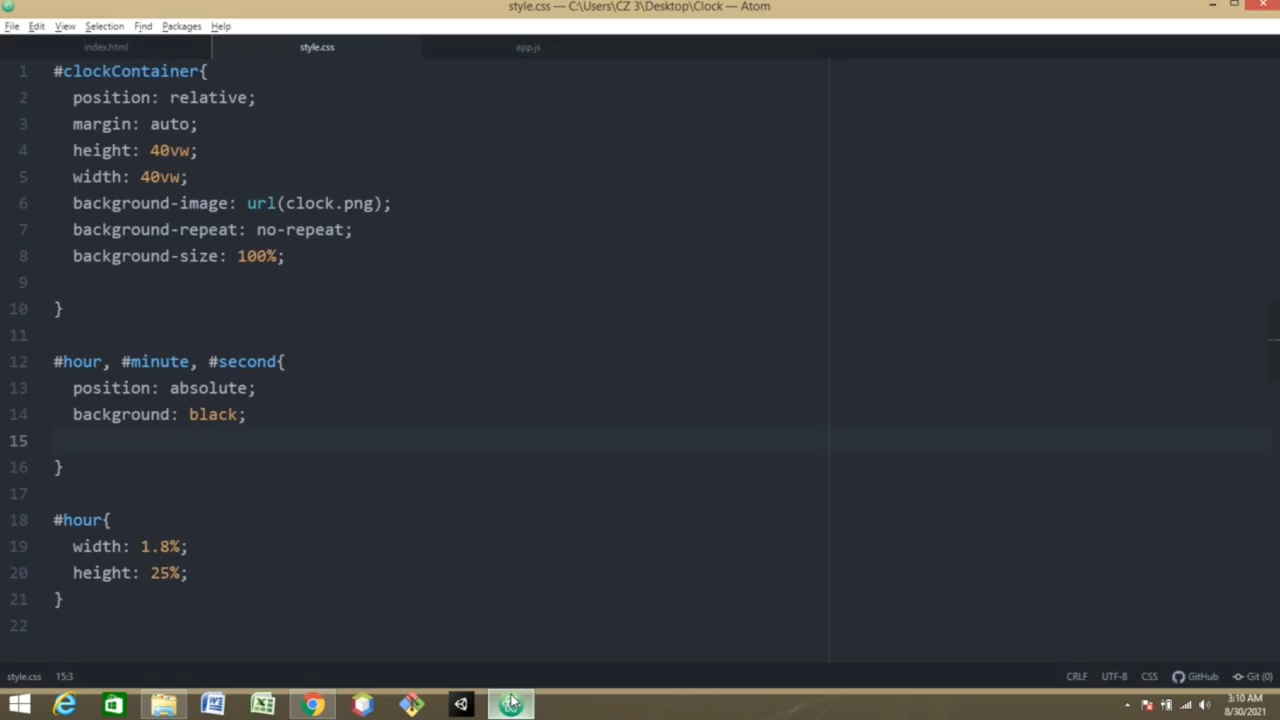 style.css — C:\Users\CZ 3\Desktop\Clock — Atom
File Edit View Selection Find Packages Help
index.html style.css app.js
1 #clockContainer{
2 position: relative;
3 margin: auto;
4 height: 40vw;
5 width: 40vw;
6 background-image: url(clock.png);
7 background-repeat: no-repeat;
8 background-size: 100%;
9
10 }
11
12 #hour, #minute, #second{
13 position: absolute;
14 background: black;
15
16 }
17
18 #hour{
19 width: 1.8%;
20 height: 25%;
21 }
22
style.css 15:3 CRLF UTF-8 CSS GitHub Git (0)
3:10 AM
8/30/2021